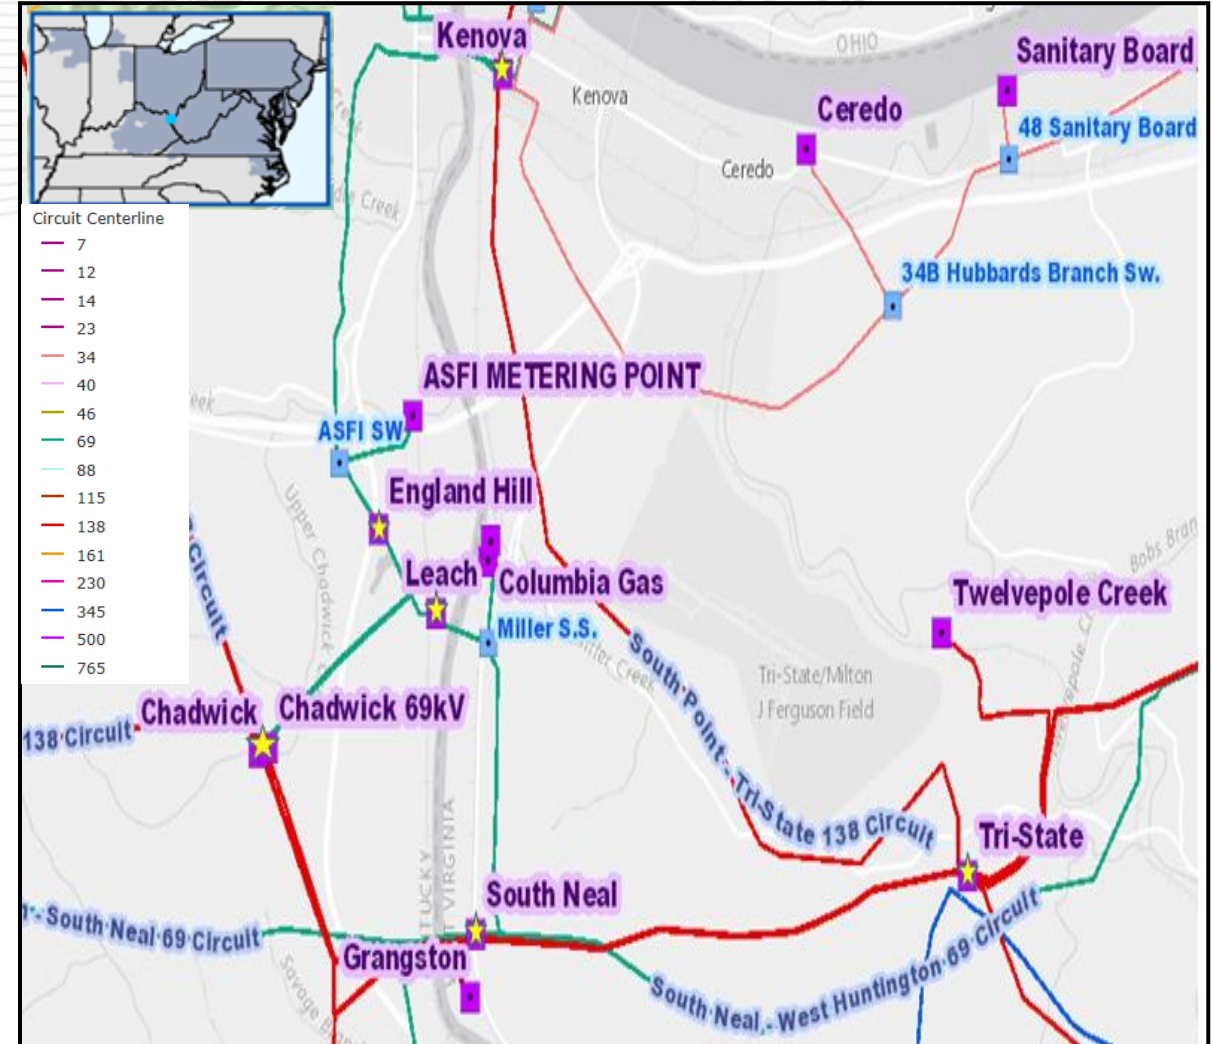 Kenova
OHIO
Sanitary Board
Kenova
Ceredo
48 Sanitary Board
Ceredo
Creek
Creek
Circuit Centerline
7
12
14
23
34
40
46
69
88
115
138
161
230
345
500
765
34B Hubbards Branch Sw.
ASFI METERING POINT
ASFI SW
England Hill
Upper Chadwick
Circuit
Leach
Columbia Gas
Twelvepole Creek
Miller S.S.
Creek
South Point - Tri-State 138 Circuit
Tri-State/Milton
J Ferguson Field
Chadwick
Chadwick 69kV
138 Circuit
Tri-State
VIRGINIA
South Neal
- South Neal 69 Circuit
Grangston
South Neal - West Huntington 69 Circuit